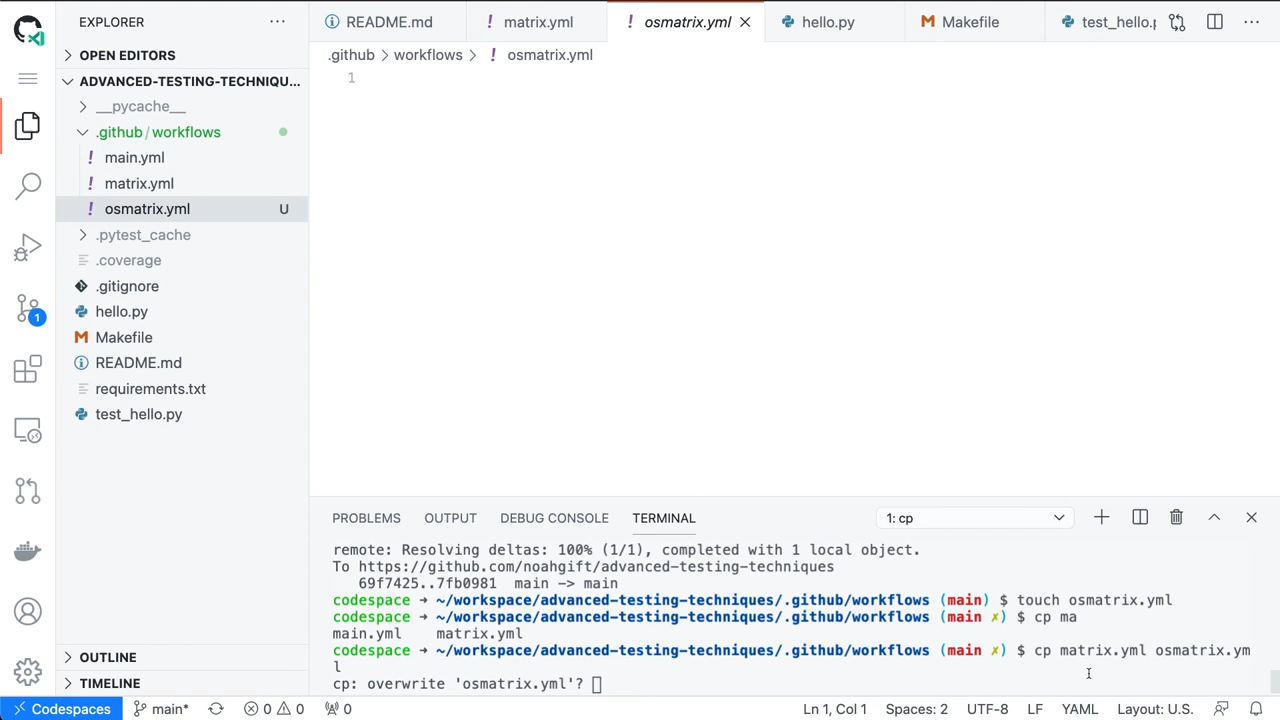 EXPLORER
README.md
matrix.yml
osmatrix.yml
hello.py
Makefile
test_hello.p
OPEN EDITORS
ADVANCED-TESTING-TECHNIQU...
__pycache__
.github/workflows
main.yml
matrix.yml
osmatrix.yml U
.pytest_cache
.coverage
.gitignore
hello.py
Makefile
README.md
requirements.txt
test_hello.py
OUTLINE
TIMELINE
1
.github > workflows > ! osmatrix.yml
1
PROBLEMS OUTPUT DEBUG CONSOLE TERMINAL 1: cp
remote: Resolving deltas: 100% (1/1), completed with 1 local object.
To https://github.com/noahgift/advanced-testing-techniques
69f7425..7fb0981 main -> main
codespace → ~/workspace/advanced-testing-techniques/.github/workflows (main) $ touch osmatrix.yml
codespace → ~/workspace/advanced-testing-techniques/.github/workflows (main ✗) $ cp ma
main.yml matrix.yml
codespace → ~/workspace/advanced-testing-techniques/.github/workflows (main ✗) $ cp matrix.yml osmatrix.ym
l
cp: overwrite 'osmatrix.yml'?
Codespaces main* 0 0 0 Ln 1, Col 1 Spaces: 2 UTF-8 LF YAML Layout: U.S.